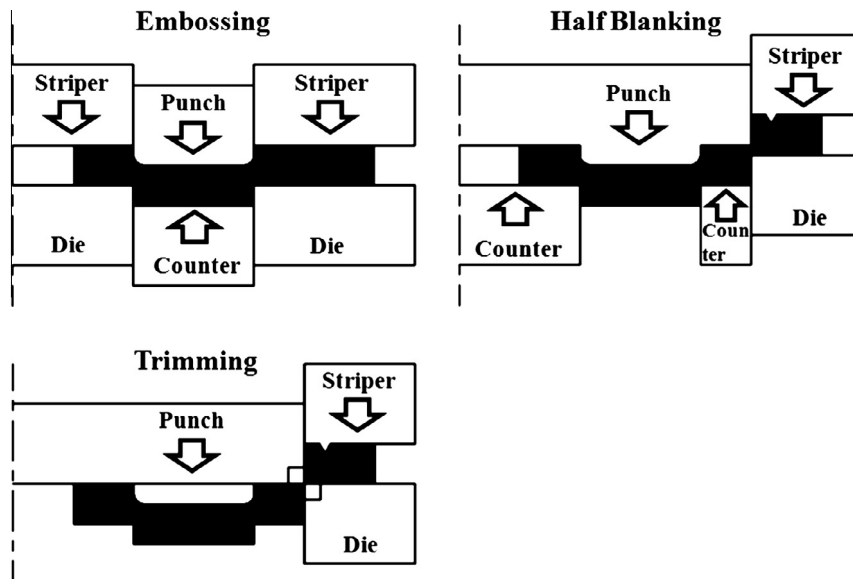 Embossing
Striper
Punch
Striper
Die
Counter
Die
Half Blanking
Punch
Striper
Counter
Coun
ter
Die
Trimming
Punch
Striper
Die